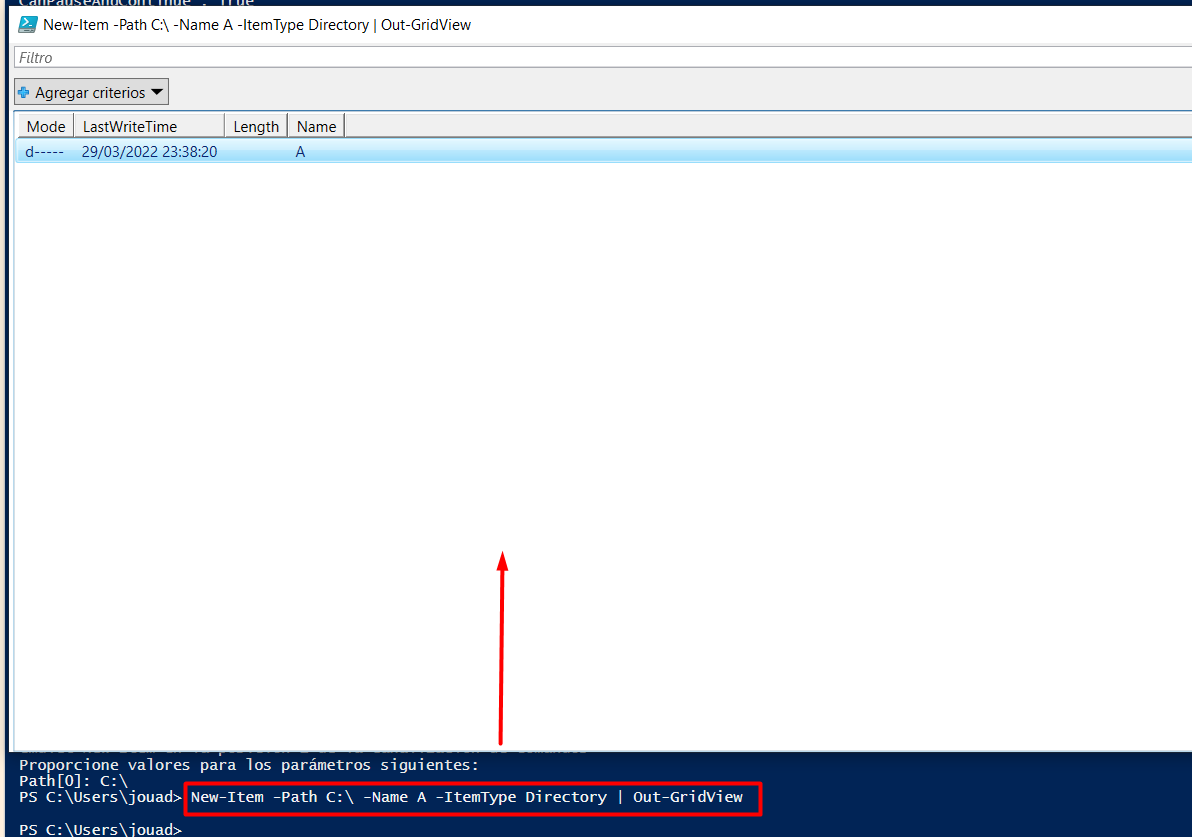 CanPauseAndContinue : True
New-Item -Path C:\ -Name A -ItemType Directory | Out-GridView
Filtro
Agregar criterios
Mode LastWriteTime Length Name
d----- 29/03/2022 23:38:20 A
Proporcione valores para los parámetros siguientes:
Path[0]: C:\
PS C:\Users\jouad> New-Item -Path C:\ -Name A -ItemType Directory | Out-GridView
PS C:\Users\jouad>